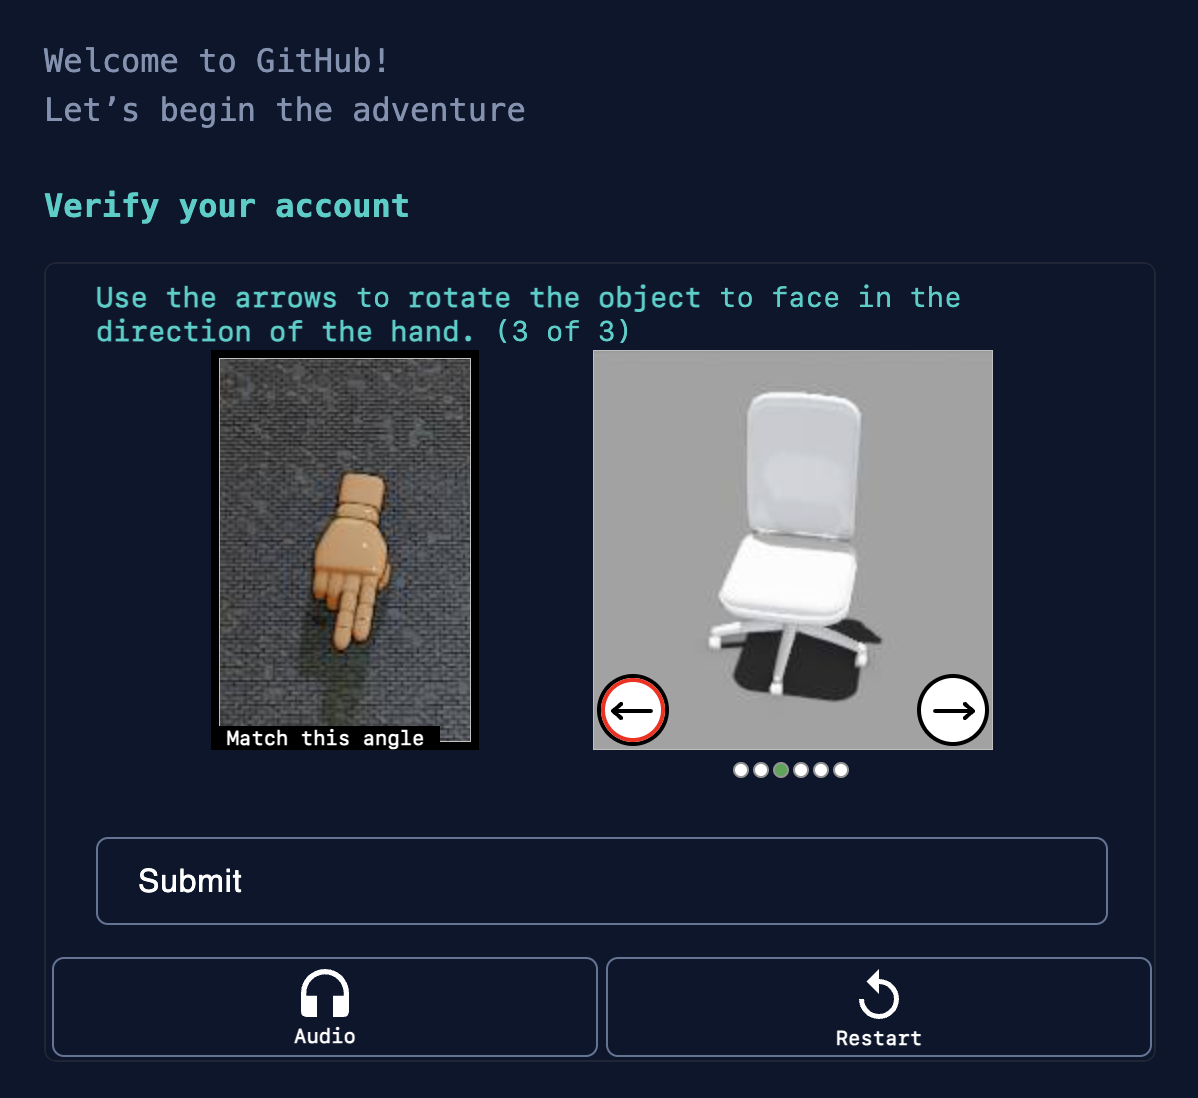 Welcome to GitHub!
Let’s begin the adventure
Verify your account
Use the arrows to rotate the object to face in the
direction of the hand. (3 of 3)
Match this angle
Submit
Audio
Restart